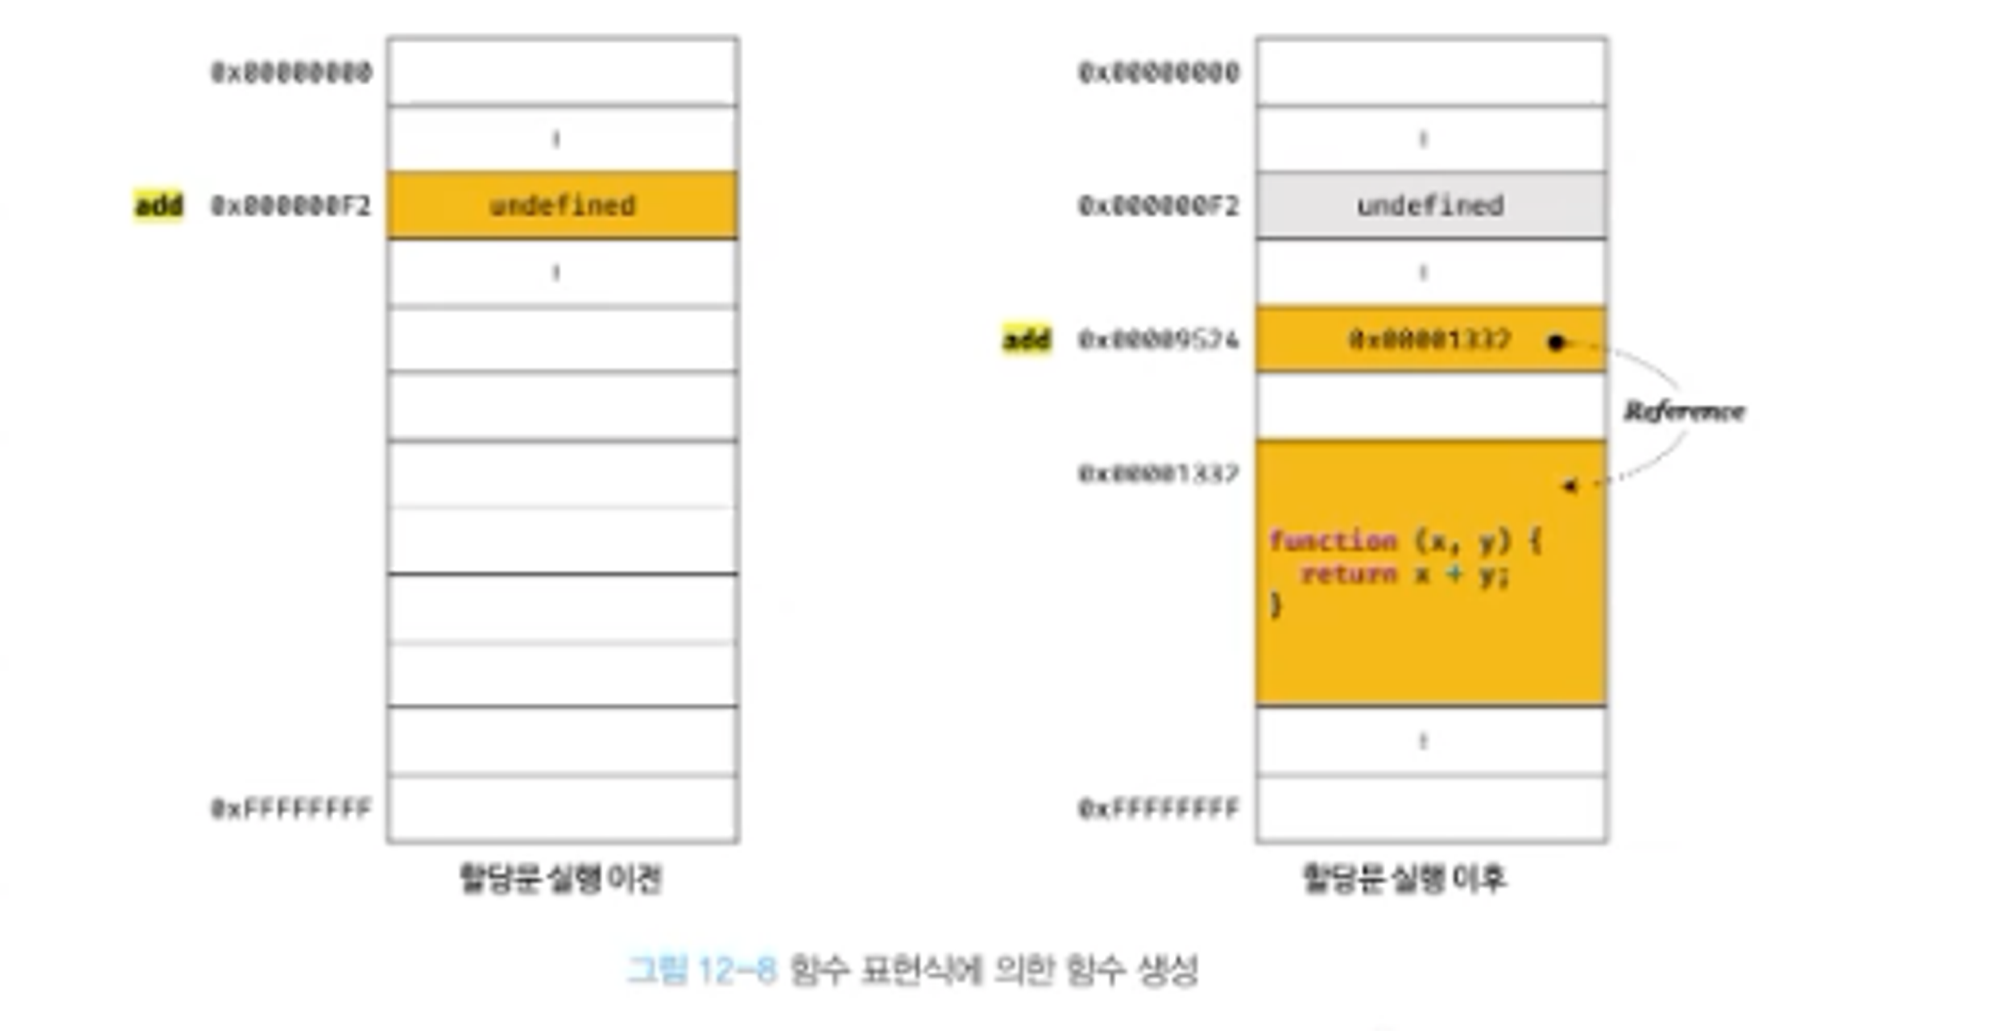 0x00000000
add 0x000000F2 undefined
0xFFFFFFFF
할당문 실행 이전
0x00000000
0x000000F2 undefined
add 0x00009524 0x00001332
Reference
0x00001332
function (x, y) {
return x + y;
}
0xFFFFFFFF
할당문 실행 이후
그림 12-8 함수 표현식에 의한 함수 생성